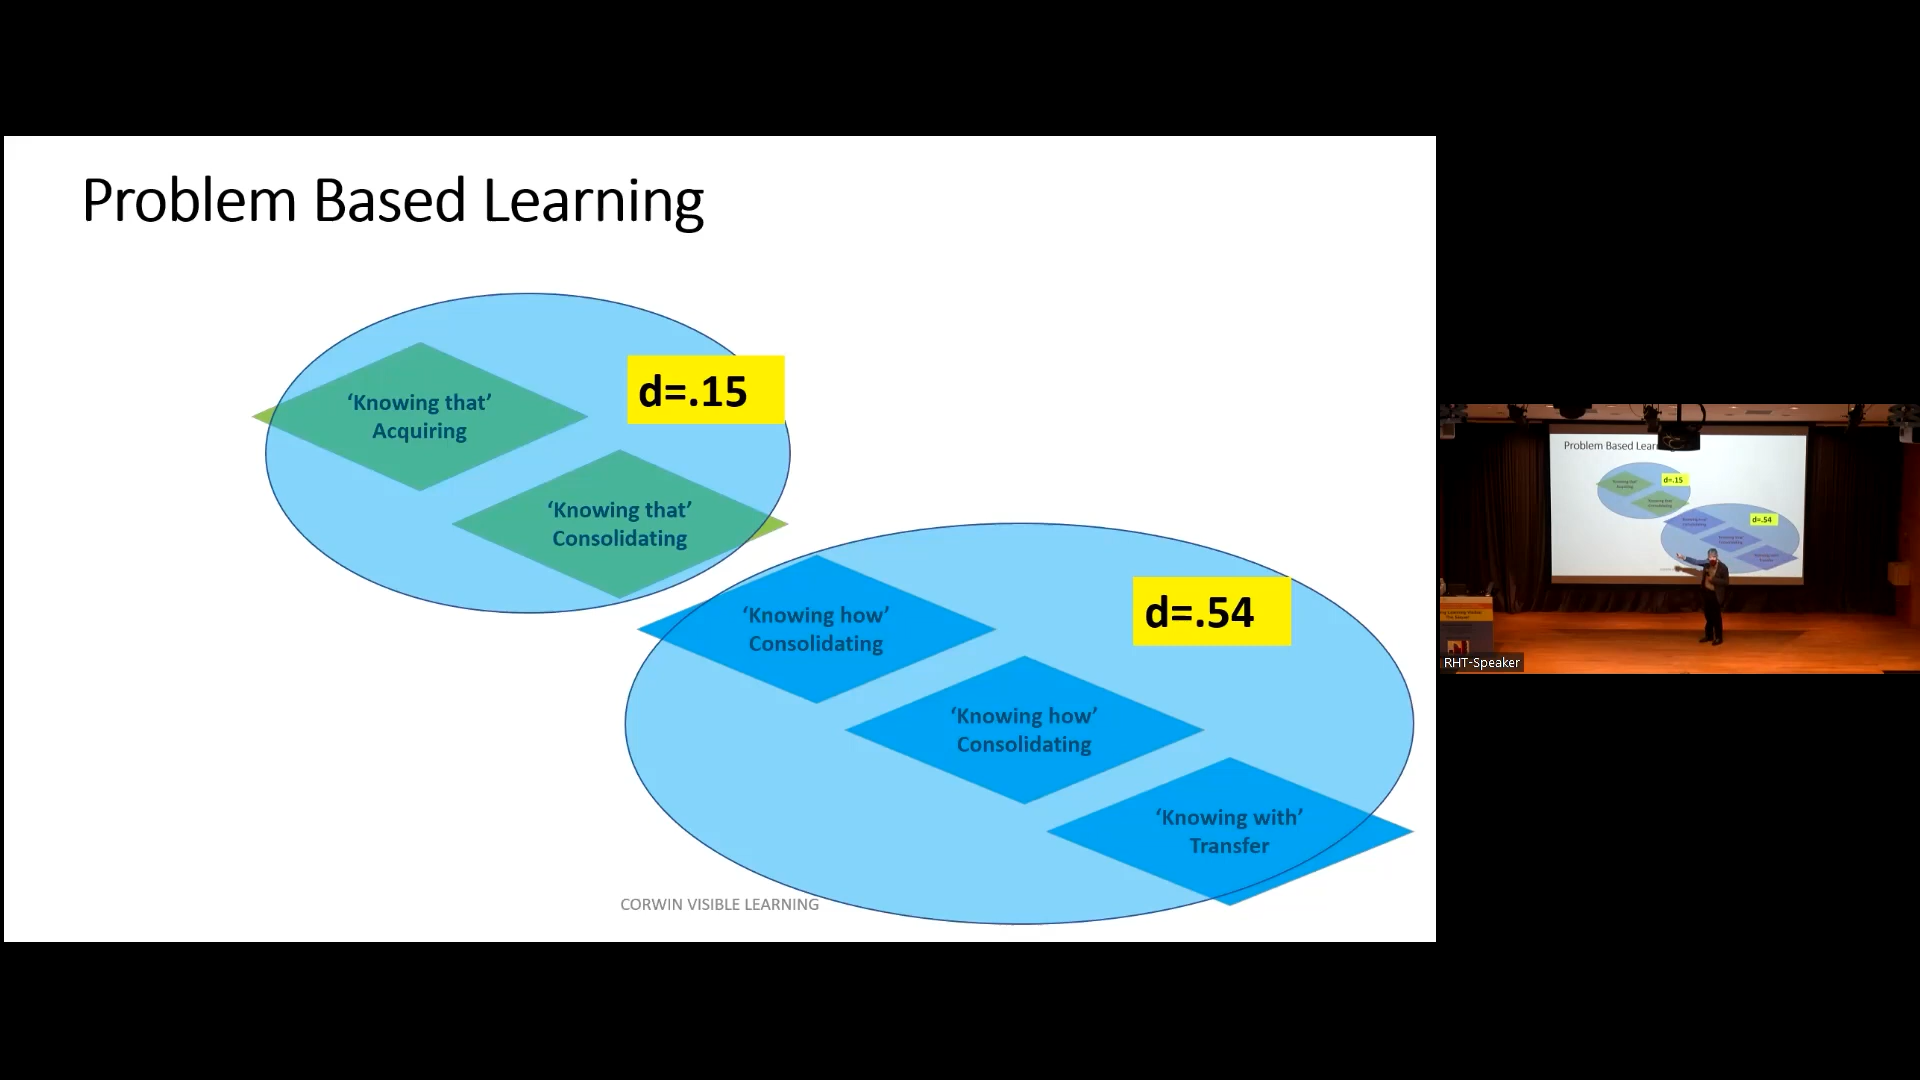 Problem Based Learning
‘Knowing that’
Acquiring
d=.15
‘Knowing that’
Consolidating
‘Knowing how’
Consolidating
d=.54
‘Knowing how’
Consolidating
‘Knowing with’
Transfer
CORWIN VISIBLE LEARNING
Problem Based Lear
d=.15
d=.54
RHT-Speaker